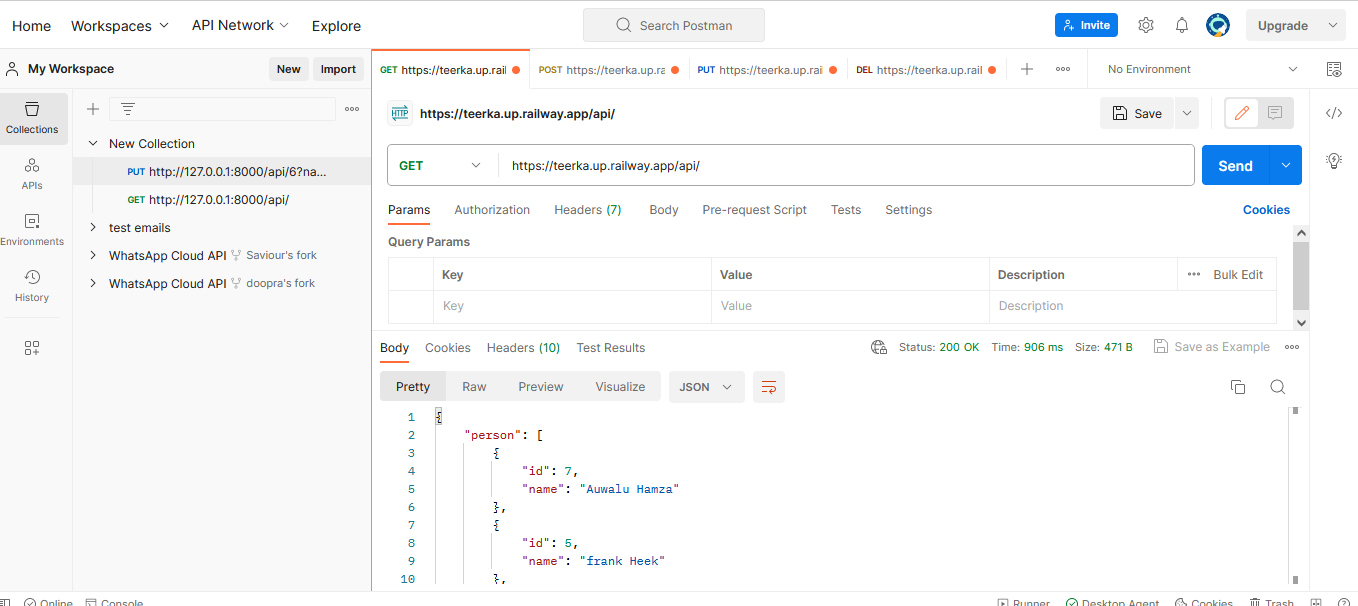 Home Workspaces API Network Explore Search Postman Invite Upgrade
My Workspace New Import GET https://teerka.up.rail POST https://teerka.up.ra PUT https://teerka.up.rail DEL https://teerka.up.rail No Environment
Collections
APIs
Environments
History
New Collection
PUT http://127.0.0.1:8000/api/6?na...
GET http://127.0.0.1:8000/api/
test emails
WhatsApp Cloud API Saviour's fork
WhatsApp Cloud API doopra's fork
HTTP https://teerka.up.railway.app/api/ Save
GET https://teerka.up.railway.app/api/ Send
Params Authorization Headers (7) Body Pre-request Script Tests Settings Cookies
Query Params
Key Value Description Bulk Edit
Key Value Description
Body Cookies Headers (10) Test Results Status: 200 OK Time: 906 ms Size: 471 B Save as Example
Pretty Raw Preview Visualize JSON
1 {
2 "person": [
3 {
4 "id": 7,
5 "name": "Auwalu Hamza"
6 },
7 {
8 "id": 5,
9 "name": "frank Heek"
10 },
Online Console Runner Desktop Agent Cookies Trash